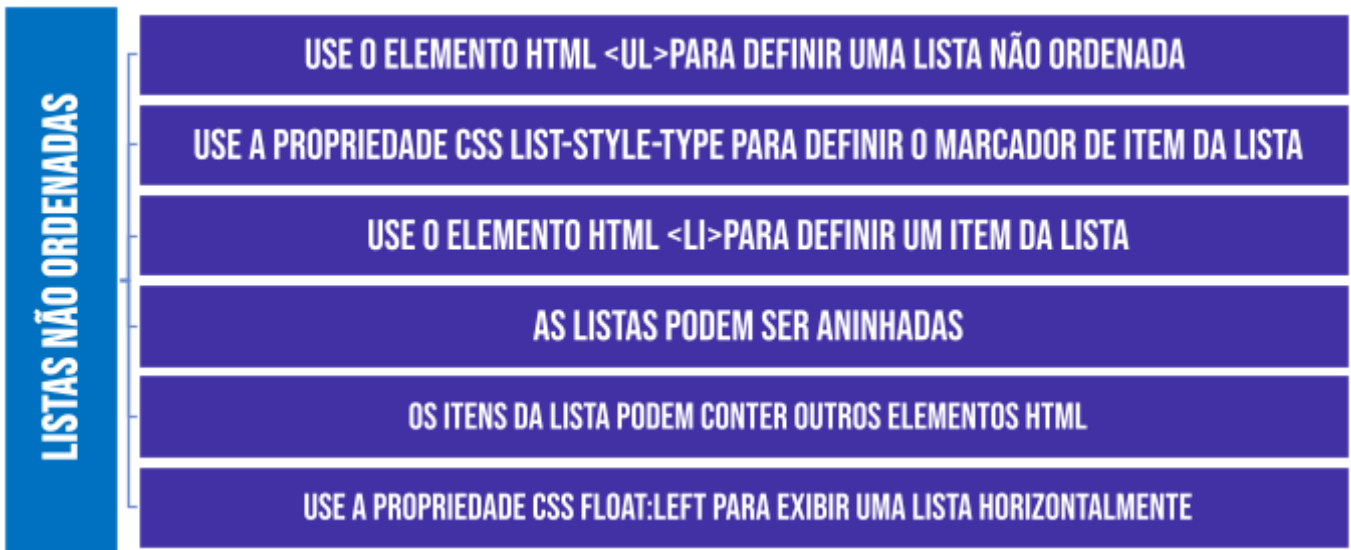 LISTAS NÃO ORDENADAS
USE O ELEMENTO HTML <UL>PARA DEFINIR UMA LISTA NÃO ORDENADA
USE A PROPRIEDADE CSS LIST-STYLE-TYPE PARA DEFINIR O MARCADOR DE ITEM DA LISTA
USE O ELEMENTO HTML <LI>PARA DEFINIR UM ITEM DA LISTA
AS LISTAS PODEM SER ANINHADAS
OS ITENS DA LISTA PODEM CONTER OUTROS ELEMENTOS HTML
USE A PROPRIEDADE CSS FLOAT:LEFT PARA EXIBIR UMA LISTA HORIZONTALMENTE